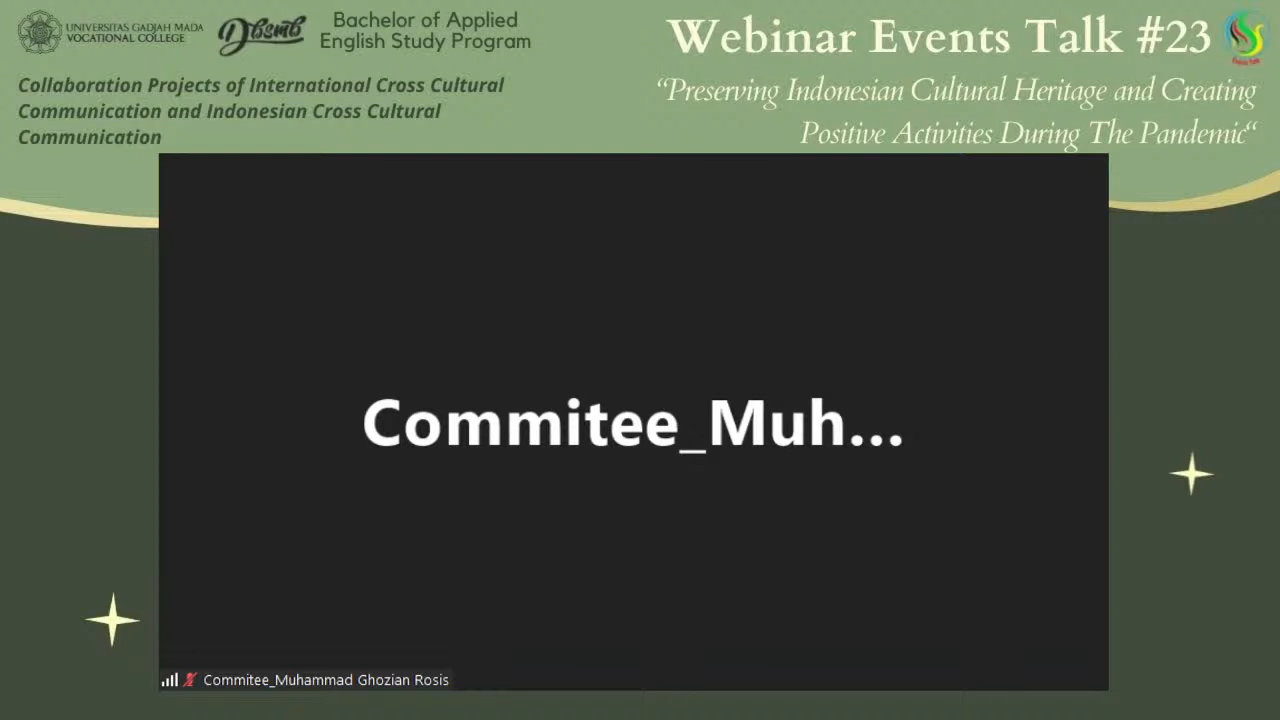 UNIVERSITAS GADJAH MADA
VOCATIONAL COLLEGE
Dbsmb
Bachelor of Applied
English Study Program
Collaboration Projects of International Cross Cultural
Communication and Indonesian Cross Cultural
Communication
Webinar Events Talk #23
“Preserving Indonesian Cultural Heritage and Creating
Positive Activities During The Pandemic“
Commitee_Muh...
Commitee_Muhammad Ghozian Rosis